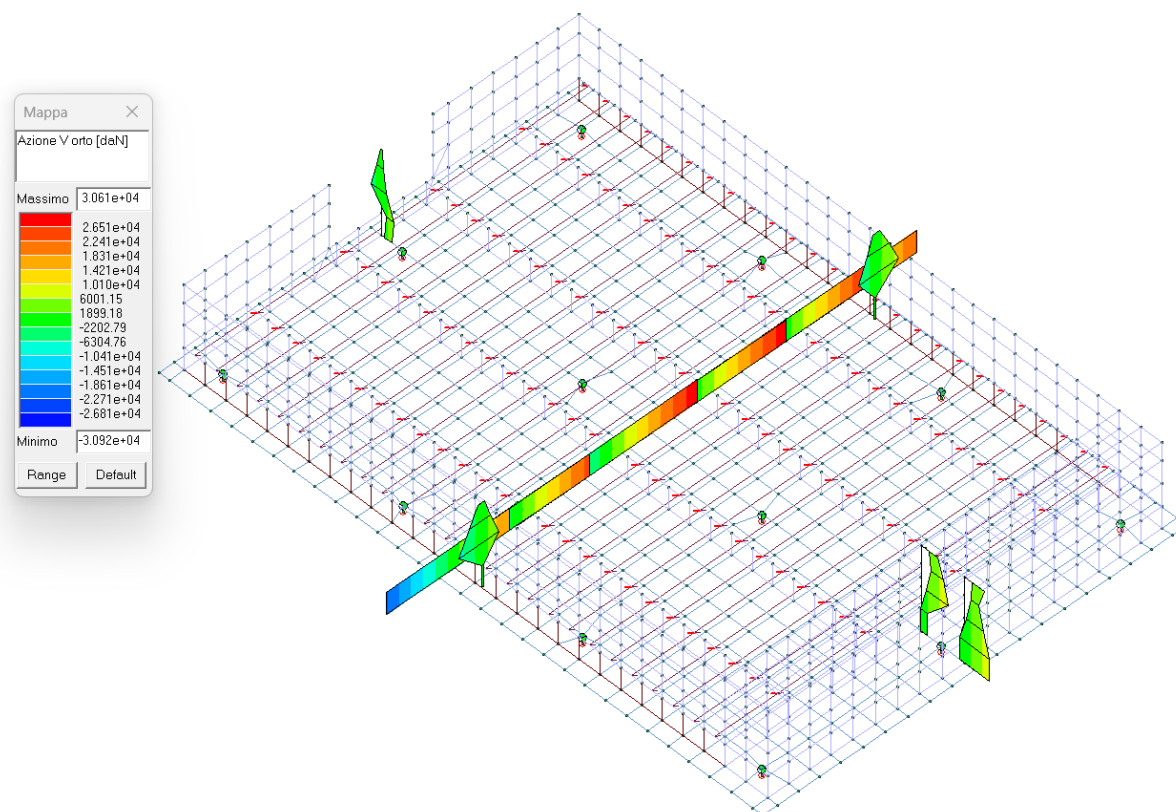 Mappa
Azione V orto [daN]
Massimo 3.061e+04
2.651e+04
2.241e+04
1.831e+04
1.421e+04
1.010e+04
6001.15
1899.18
-2202.79
-6304.76
-1.041e+04
-1.451e+04
-1.861e+04
-2.271e+04
-2.681e+04
Minimo -3.092e+04
Range Default